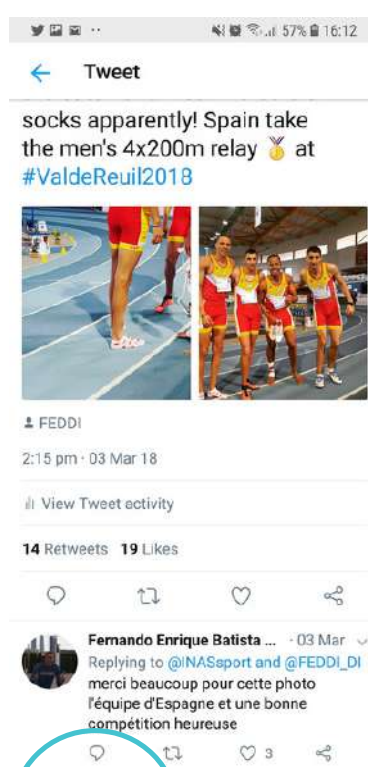 57% 16:12
Tweet
socks apparently! Spain take
the men's 4x200m relay 🥇 at
#ValdeReuil2018
FEDDI
2:15 pm · 03 Mar 18
View Tweet activity
14 Retweets 19 Likes
Fernando Enrique Batista ... · 03 Mar
Replying to @INASsport and @FEDDI_DI
merci beaucoup pour cette photo
l'équipe d'Espagne et une bonne
compétition heureuse
3